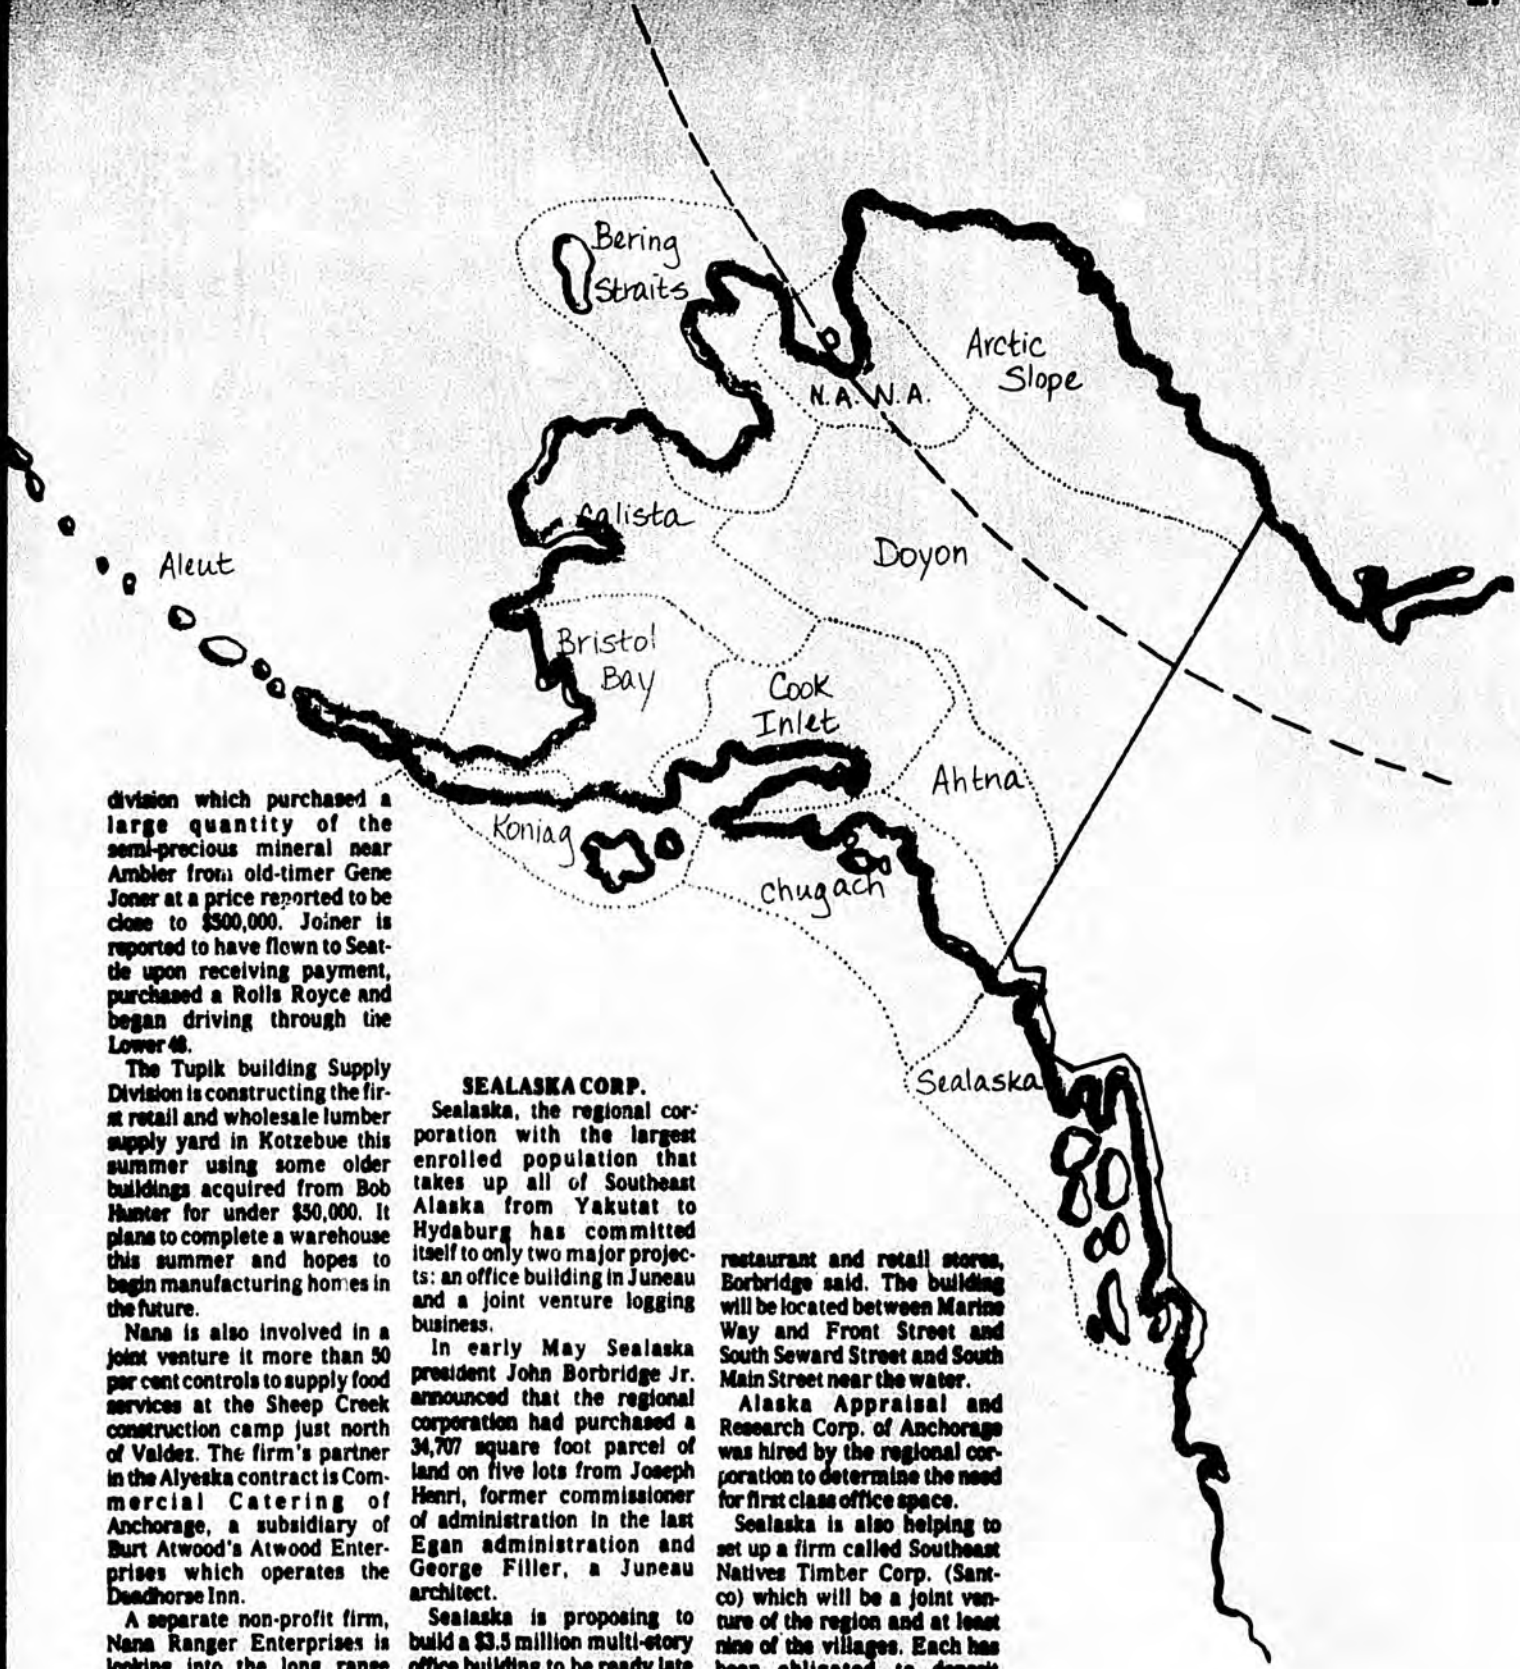 Bering
Straits
Arctic
Slope
N.A.N.A.
Calista
Doyon
Aleut
Bristol
Bay
Cook
Inlet
Ahtna
Koniag
Chugach
Sealaska
division which purchased a
large quantity of the
semi-precious mineral near
Ambler from old-timer Gene
Joner at a price reported to be
close to $500,000. Joiner is
reported to have flown to Seat-
tle upon receiving payment,
purchased a Rolls Royce and
began driving through the
Lower 48.
The Tupik building Supply
Division is constructing the fir-
st retail and wholesale lumber
supply yard in Kotzebue this
summer using some older
buildings acquired from Bob
Hunter for under $50,000. It
plans to complete a warehouse
this summer and hopes to
begin manufacturing homes in
the future.
Nana is also involved in a
joint venture it more than 50
per cent controls to supply food
services at the Sheep Creek
construction camp just north
of Valdez. The firm's partner
in the Alyeska contract is Com-
mercial Catering of
Anchorage, a subsidiary of
Burt Atwood's Atwood Enter-
prises which operates the
Deadhorse Inn.
A separate non-profit firm,
Nana Ranger Enterprises is
looking into the long range
SEALASKA CORP.
Sealaska, the regional cor-
poration with the largest
enrolled population that
takes up all of Southeast
Alaska from Yakutat to
Hydaburg has committed
itself to only two major projec-
ts: an office building in Juneau
and a joint venture logging
business.
In early May Sealaska
president John Borbridge Jr.
announced that the regional
corporation had purchased a
34,707 square foot parcel of
land on five lots from Joseph
Henri, former commissioner
of administration in the last
Egan administration and
George Filler, a Juneau
architect.
Sealaska is proposing to
build a $3.5 million multi-story
office building to be ready late
restaurant and retail stores,
Borbridge said. The building
will be located between Marine
Way and Front Street and
South Seward Street and South
Main Street near the water.
Alaska Appraisal and
Research Corp. of Anchorage
was hired by the regional cor-
poration to determine the need
for first class office space.
Sealaska is also helping to
set up a firm called Southeast
Natives Timber Corp. (Sant-
co) which will be a joint ven-
ture of the region and at least
nine of the villages. Each has
been obligated to deposit